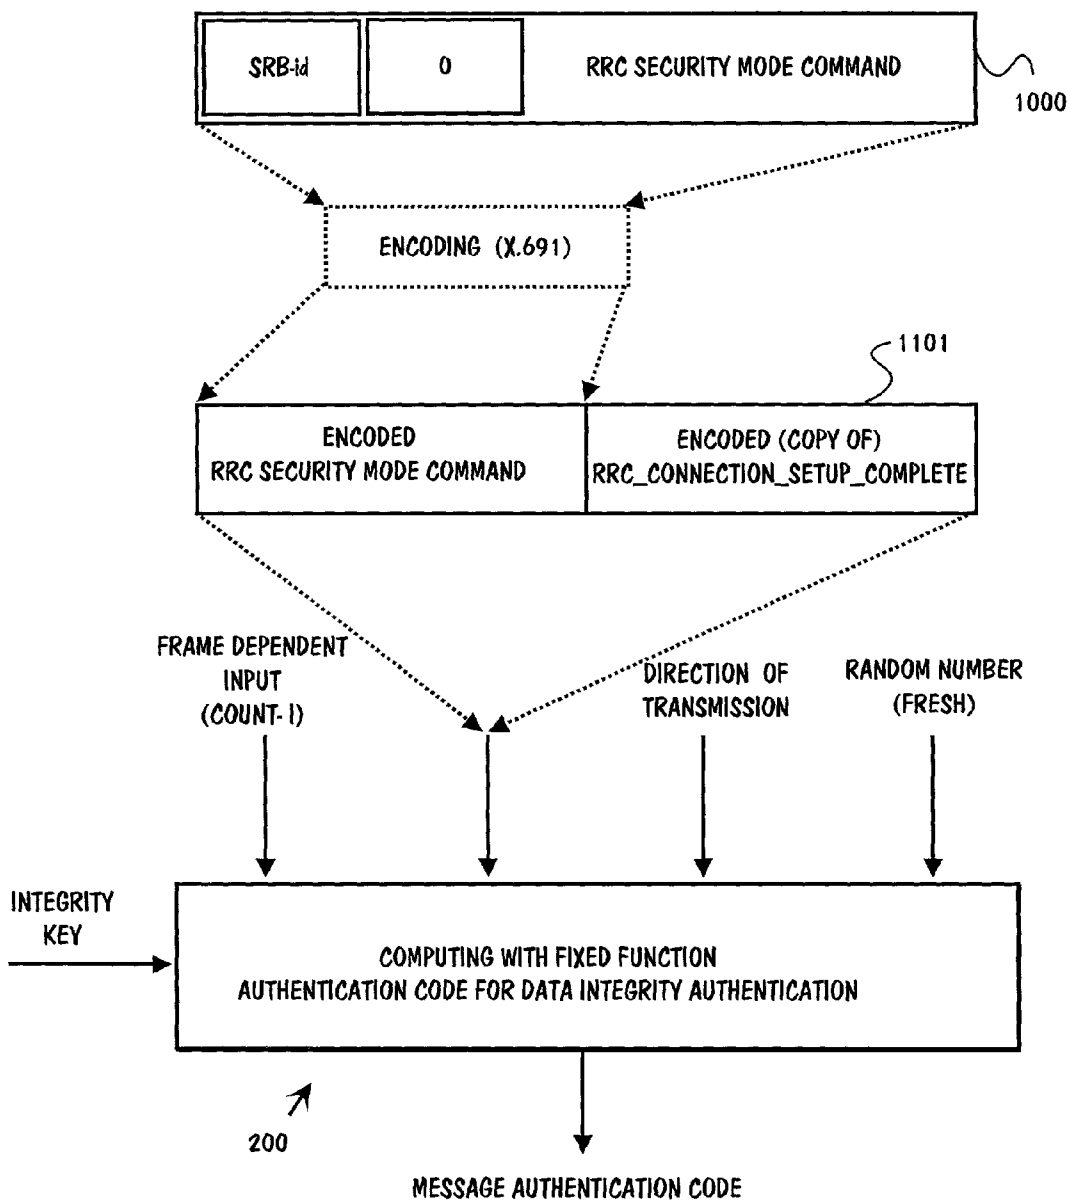 SRB-id
0
RRC SECURITY MODE COMMAND
1000
ENCODING (X.691)
1101
ENCODED
RRC SECURITY MODE COMMAND
ENCODED (COPY OF)
RRC_CONNECTION_SETUP_COMPLETE
FRAME DEPENDENT
INPUT
(COUNT-I)
DIRECTION OF
TRANSMISSION
RANDOM NUMBER
(FRESH)
INTEGRITY
KEY
COMPUTING WITH FIXED FUNCTION
AUTHENTICATION CODE FOR DATA INTEGRITY AUTHENTICATION
200
MESSAGE AUTHENTICATION CODE